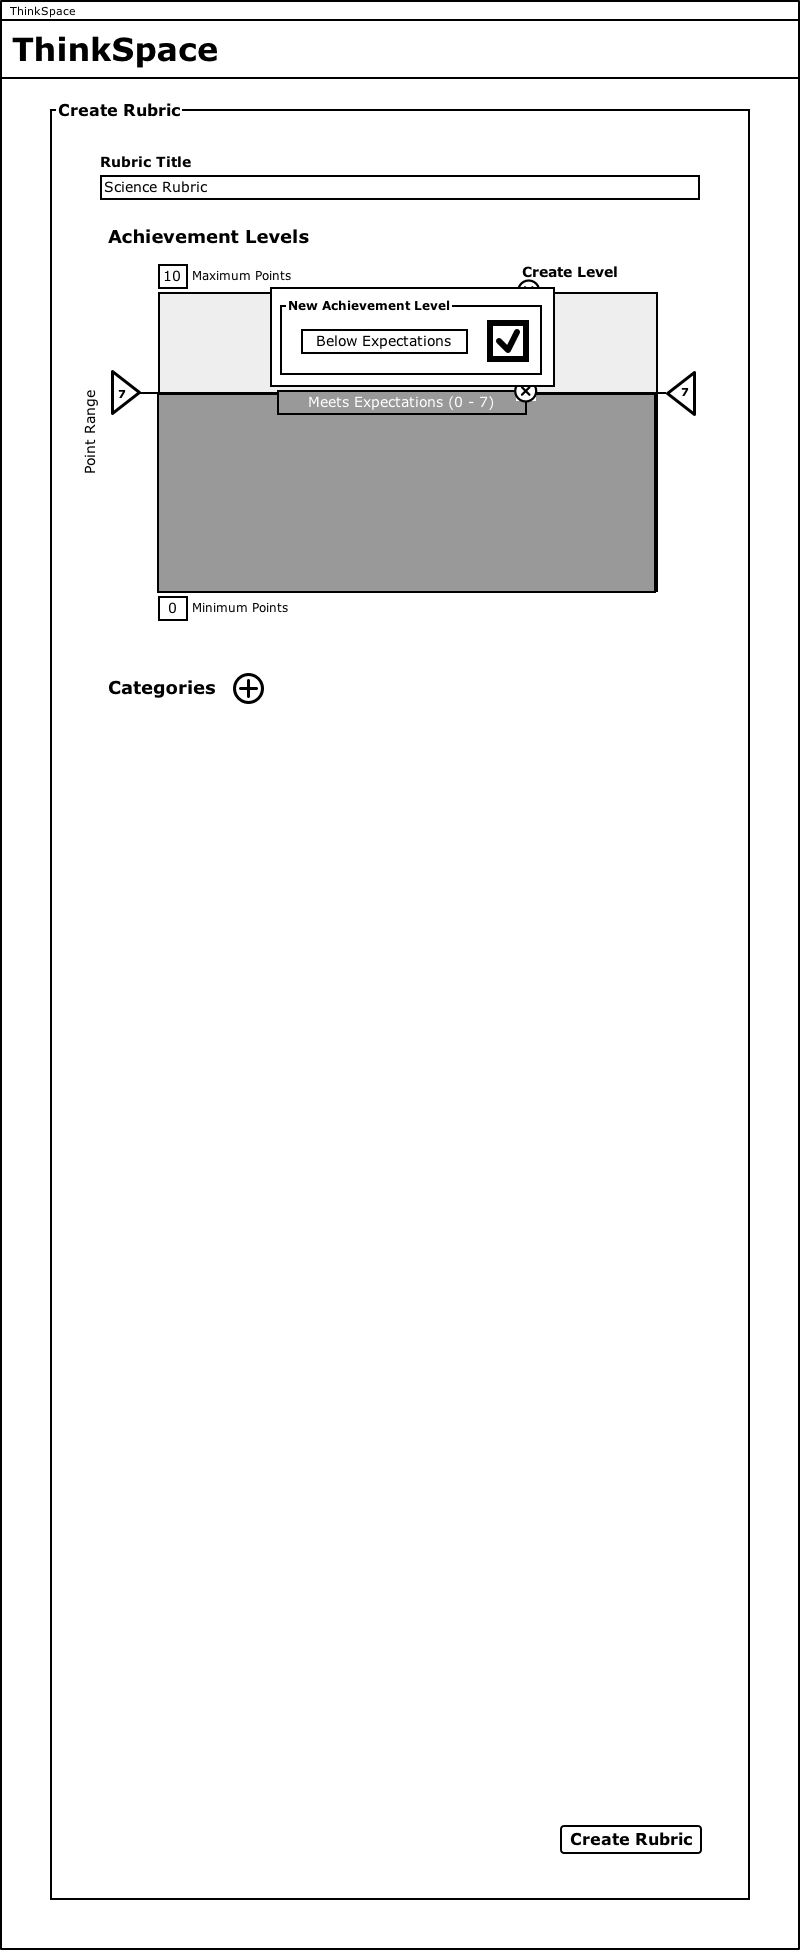 ThinkSpace
ThinkSpace
Create Rubric
Rubric Title
Science Rubric
Achievement Levels
10 Maximum Points
Create Level
New Achievement Level
Below Expectations
7
7
Meets Expectations (0 - 7)
Point Range
0 Minimum Points
Categories
Create Rubric